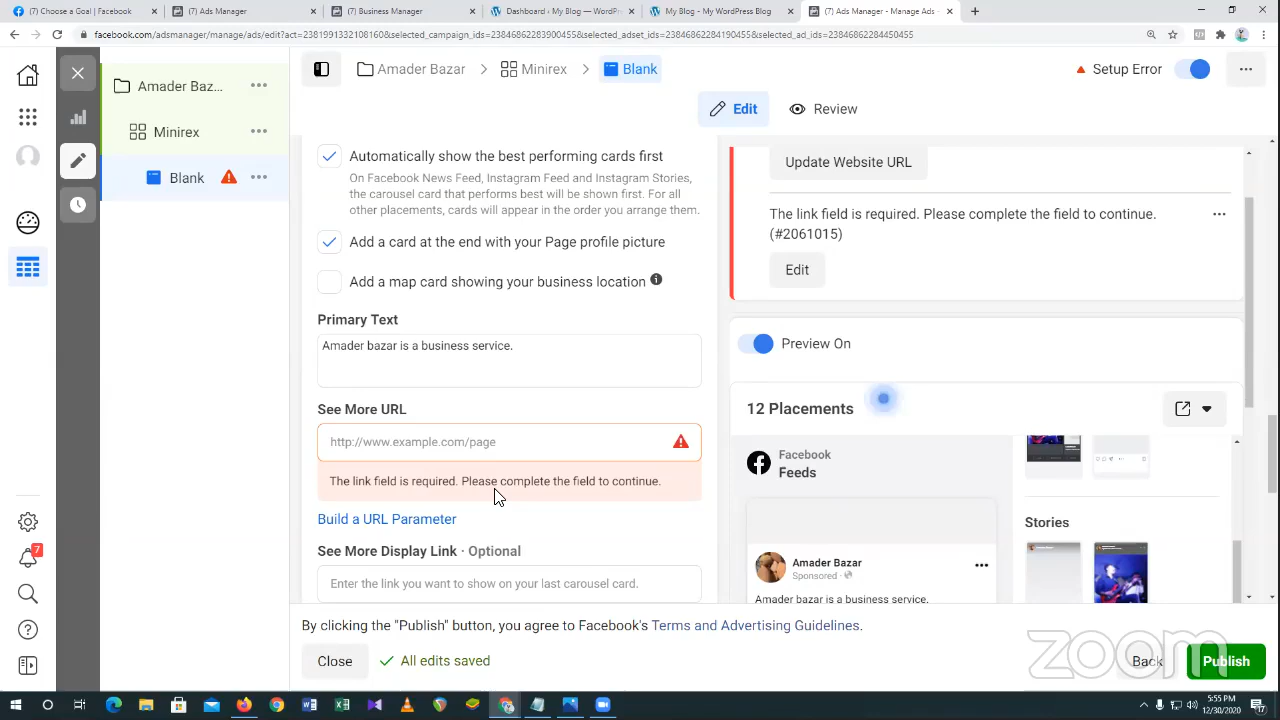 (7) Choose a Goal | Facebook
(7) Ads Manager
(7) Business Manager
Dashboard ‹ My Blog — WordPr
My Blog – My WordPress Blog
(7) Ads Manager - Manage Ads -
facebook.com/adsmanager/manage/ads/edit?act=2381991332108160&selected_campaign_ids=23846862283900445 5&selected_adset_ids=23846862284190455&selected_ad_ids=23846862284450455
Amader Baz...
Minirex
Blank
Amader Bazar > Minirex > Blank
Setup Error
Edit
Review
Automatically show the best performing cards first
On Facebook News Feed, Instagram Feed and Instagram Stories,
the carousel card that performs best will be shown first. For all
other placements, cards will appear in the order you arrange them.
Add a card at the end with your Page profile picture
Add a map card showing your business location
Primary Text
Amader bazar is a business service.
See More URL
http://www.example.com/page
The link field is required. Please complete the field to continue.
Build a URL Parameter
See More Display Link · Optional
Enter the link you want to show on your last carousel card.
Update Website URL
The link field is required. Please complete the field to continue.
(#2061015)
Edit
Preview On
12 Placements
Facebook
Feeds
Amader Bazar
Sponsored ·
Amader bazar is a business service.
Stories
7
By clicking the "Publish" button, you agree to Facebook's Terms and Advertising Guidelines.
Close
All edits saved
Back
Publish
zoom
5:55 PM
12/30/2020
17